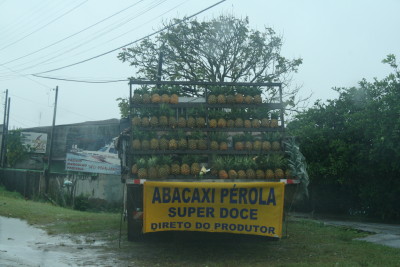 ABACAXI PÉROLA
SUPER DOCE
DIRETO DO PRODUTOR